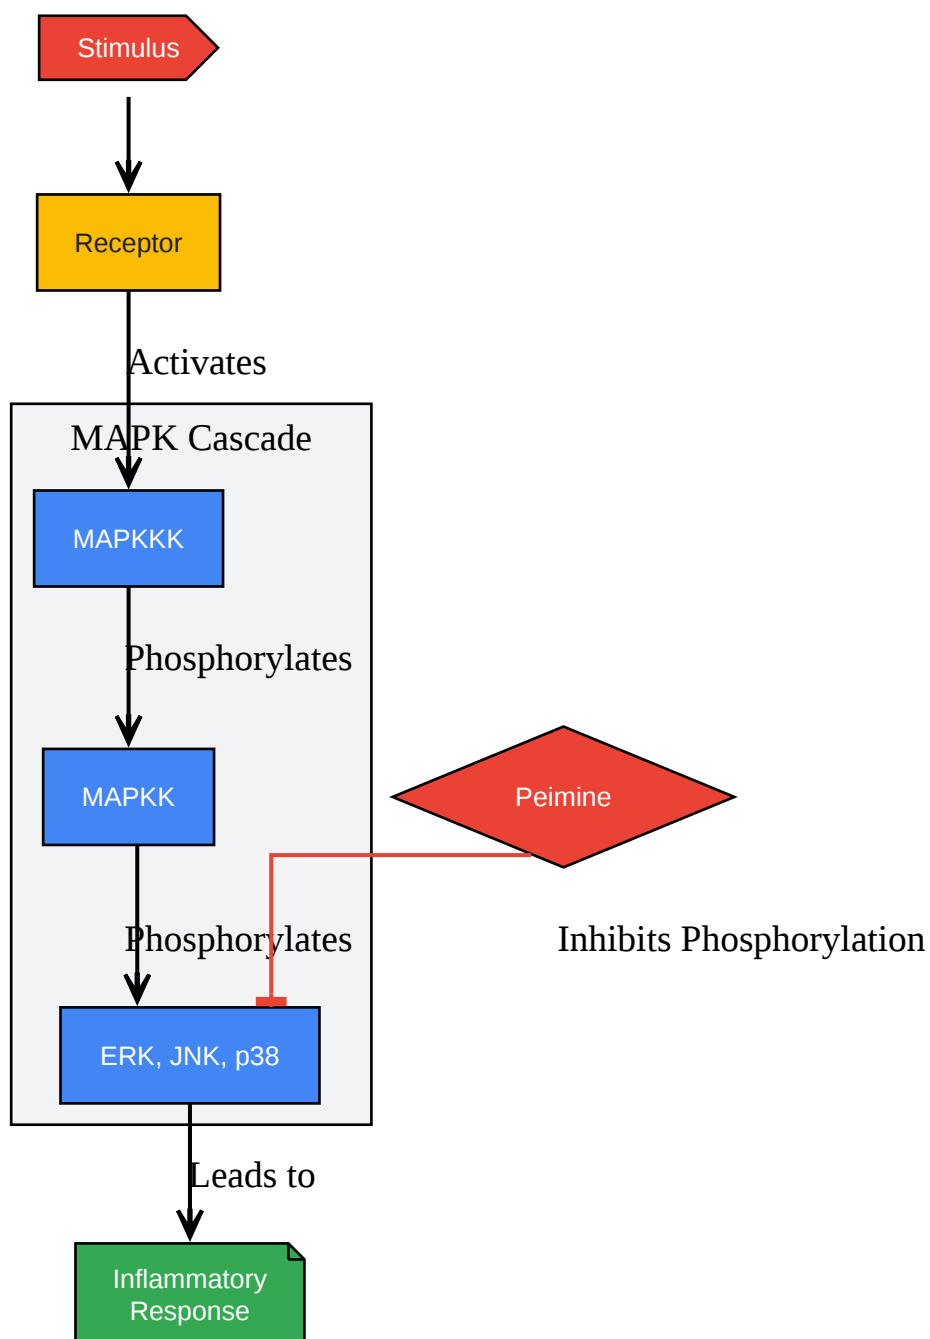 Stimulus
Receptor
Activates
MAPK Cascade
MAPKKK
Phosphorylates
MAPKK
Peimine
Phosphorylates
Inhibits Phosphorylation
ERK, JNK, p38
Leads to
Inflammatory
Response